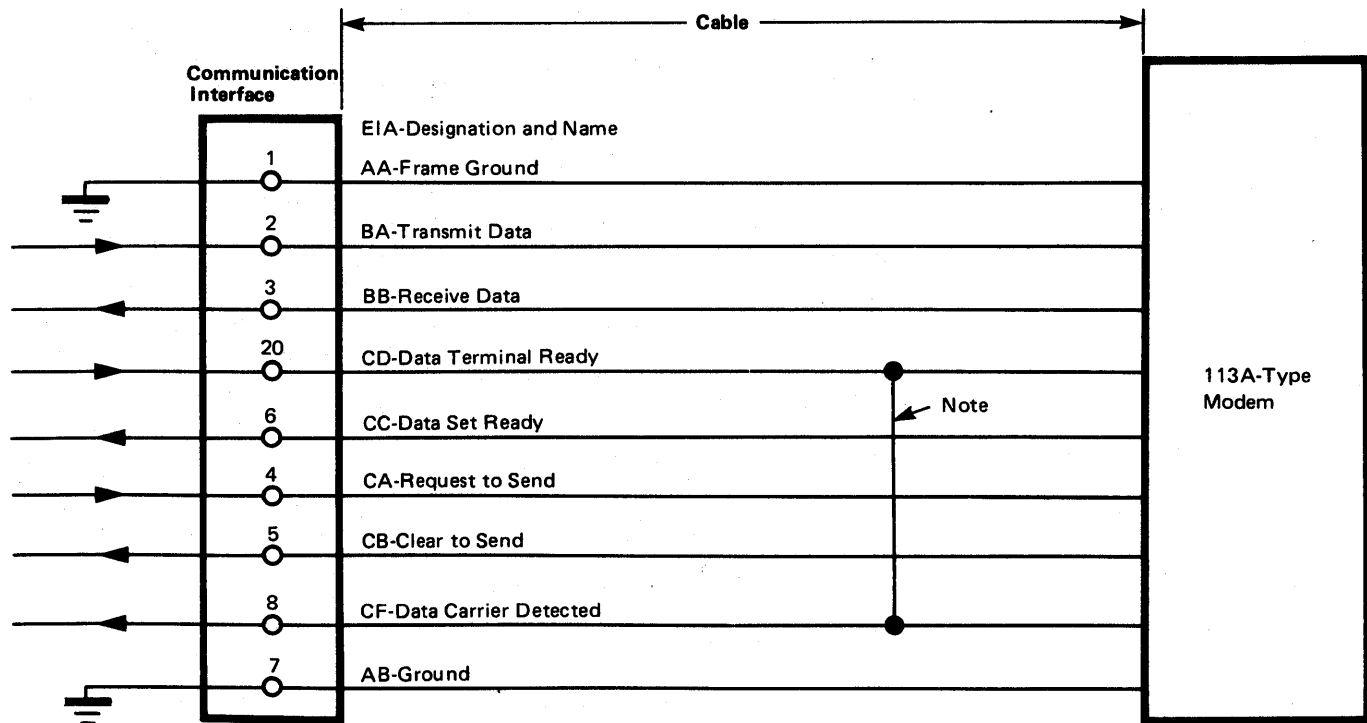 Cable
Communication
Interface
EIA-Designation and Name
1
AA-Frame Ground
2
BA-Transmit Data
3
BB-Receive Data
20
CD-Data Terminal Ready
Note
113A-Type
Modem
6
CC-Data Set Ready
4
CA-Request to Send
5
CB-Clear to Send
8
CF-Data Carrier Detected
7
AB-Ground